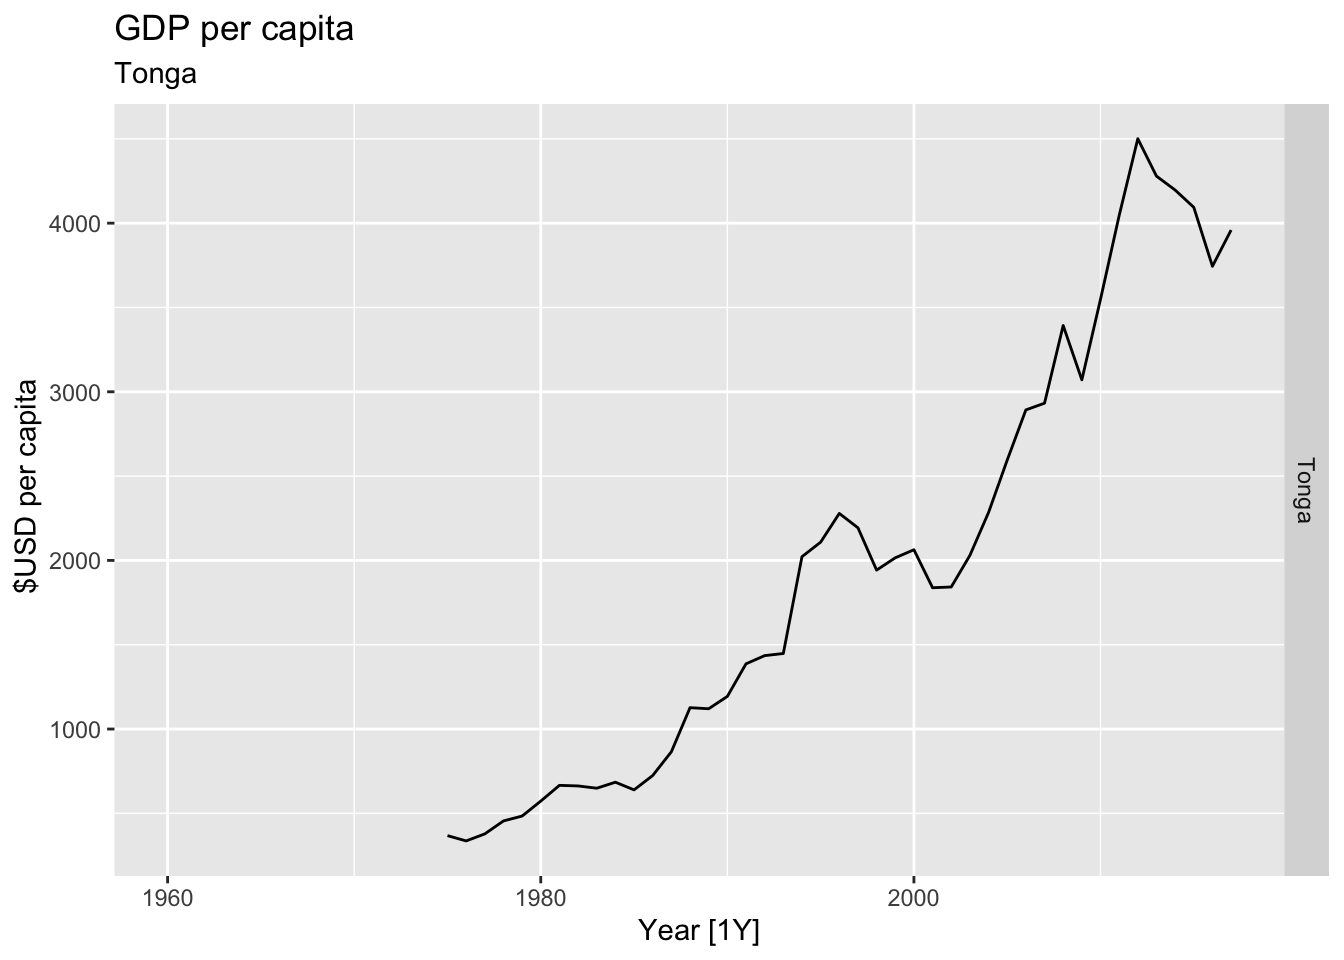 GDP per capita
Tonga
4000
3000
2000
1000
$USD per capita
Tonga
1960
1980
2000
Year [1Y]